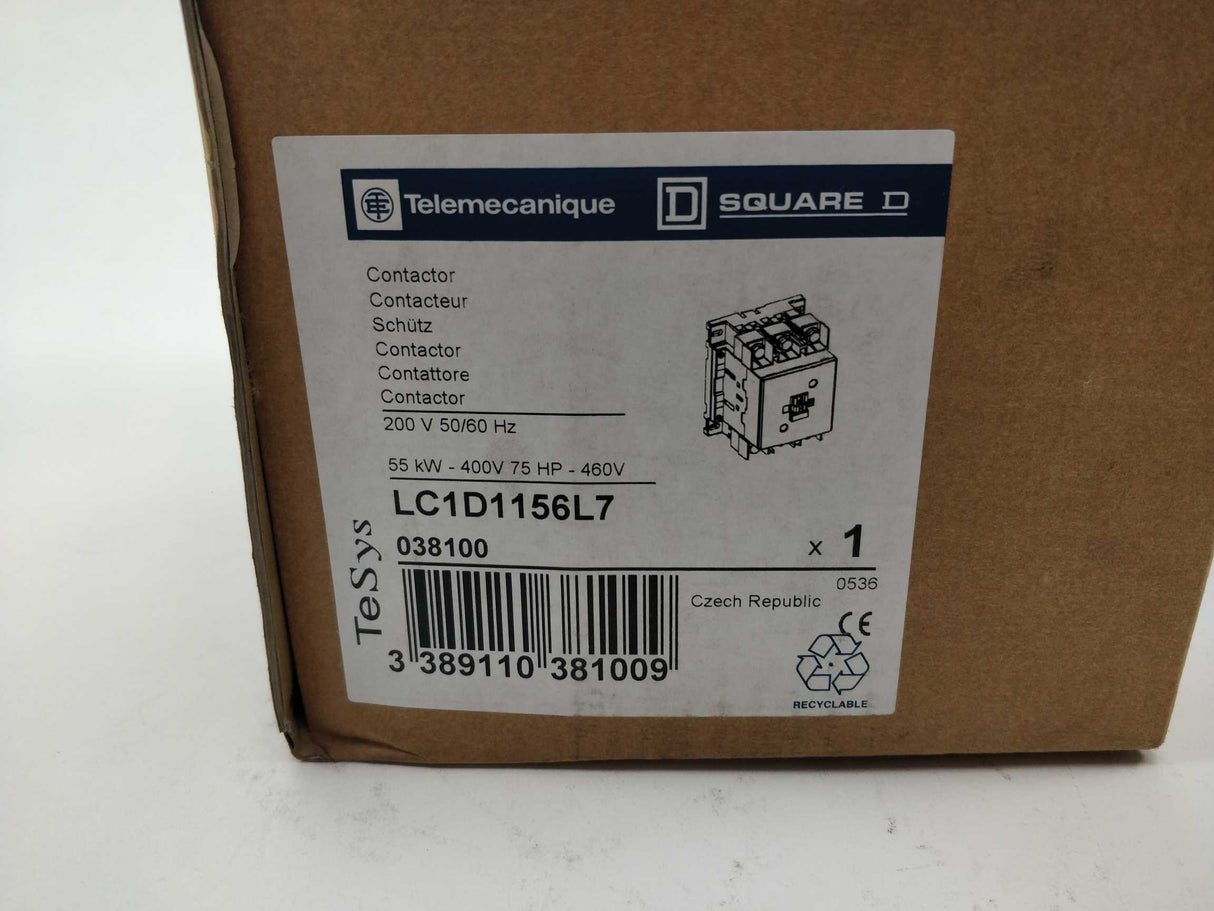 Telemecanique D SQUARE D
Contactor
Contacteur
Schütz
Contactor
Contattore
Contactor
200 V 50/60 Hz
55 kW - 400V 75 HP - 460V
LC1D1156L7
038100
x 1
0536
Czech Republic
CE
TeSys
3 389110 381009
RECYCLABLE